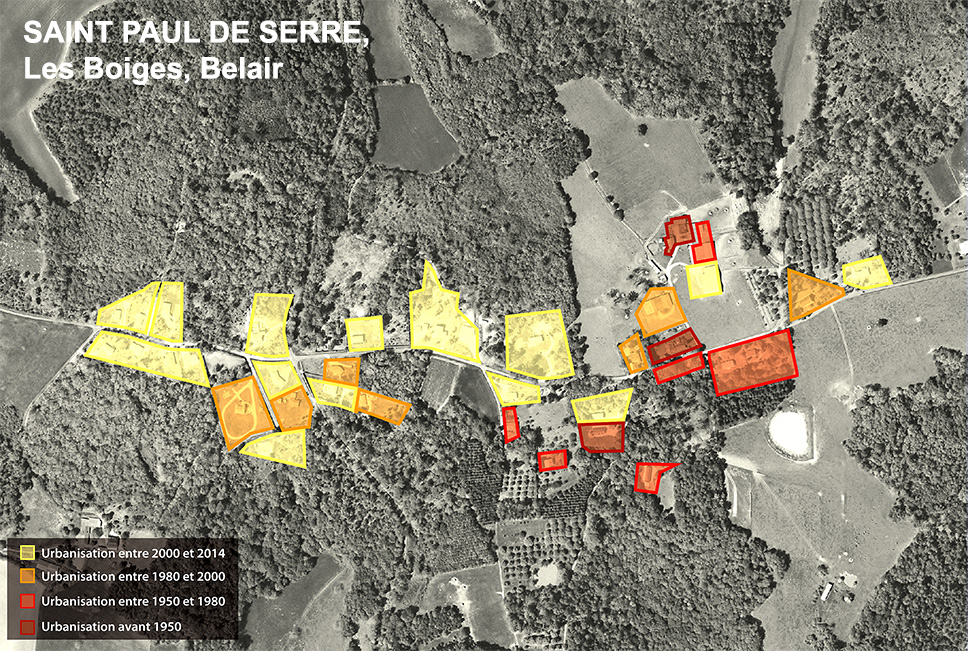 SAINT PAUL DE SERRE,
Les Boiges, Belair
Urbanisation entre 2000 et 2014
Urbanisation entre 1980 et 2000
Urbanisation entre 1950 et 1980
Urbanisation avant 1950